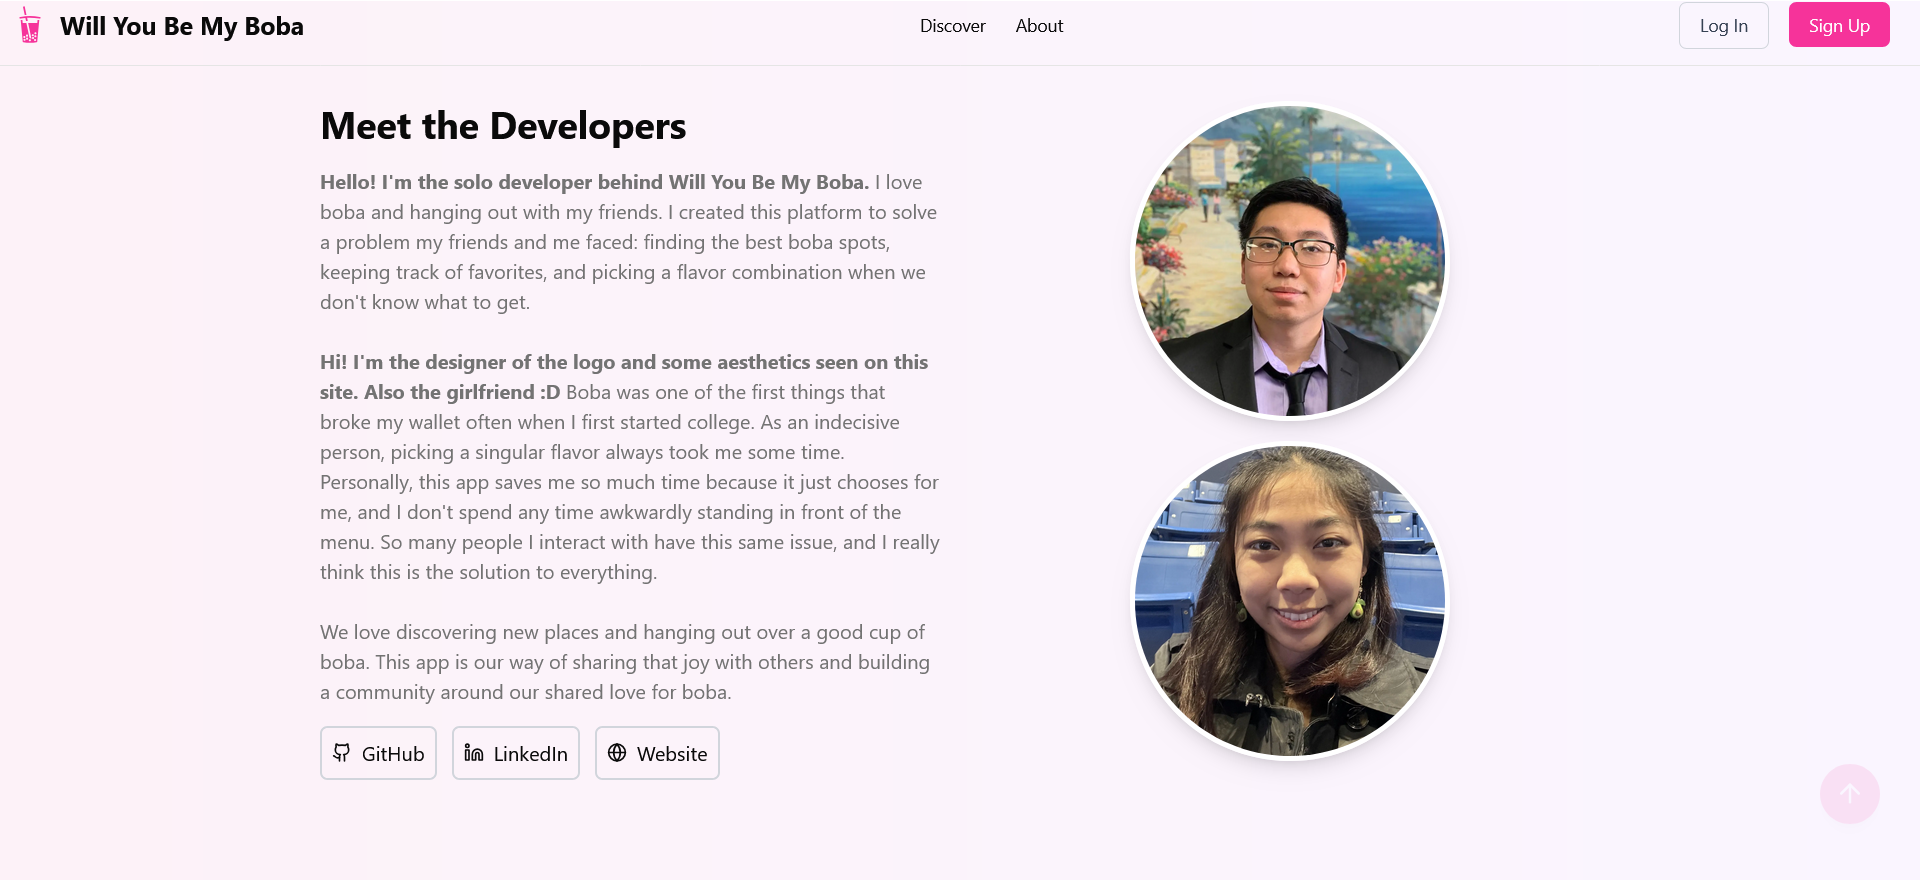 Will You Be My Boba
Discover
About
Log In
Sign Up
Meet the Developers
Hello! I'm the solo developer behind Will You Be My Boba. I love
boba and hanging out with my friends. I created this platform to solve
a problem my friends and me faced: finding the best boba spots,
keeping track of favorites, and picking a flavor combination when we
don't know what to get.
Hi! I'm the designer of the logo and some aesthetics seen on this
site. Also the girlfriend :D Boba was one of the first things that
broke my wallet often when I first started college. As an indecisive
person, picking a singular flavor always took me some time.
Personally, this app saves me so much time because it just chooses for
me, and I don't spend any time awkwardly standing in front of the
menu. So many people I interact with have this same issue, and I really
think this is the solution to everything.
We love discovering new places and hanging out over a good cup of
boba. This app is our way of sharing that joy with others and building
a community around our shared love for boba.
GitHub
LinkedIn
Website